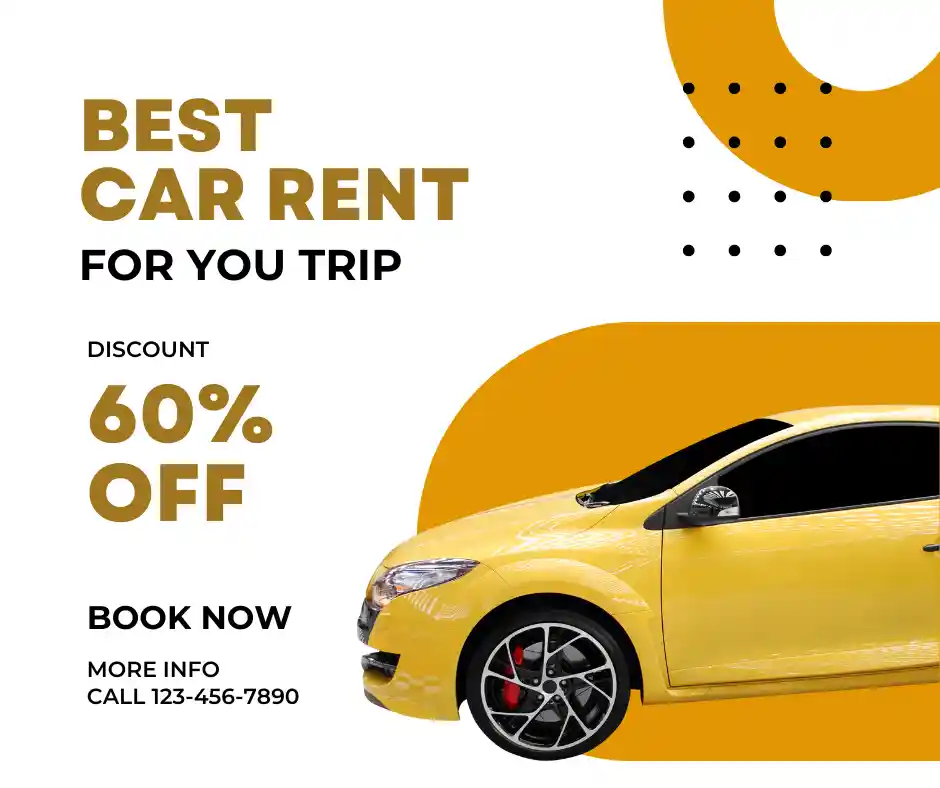 BEST
CAR RENT
FOR YOU TRIP
DISCOUNT
60%
OFF
BOOK NOW
MORE INFO
CALL 123-456-7890